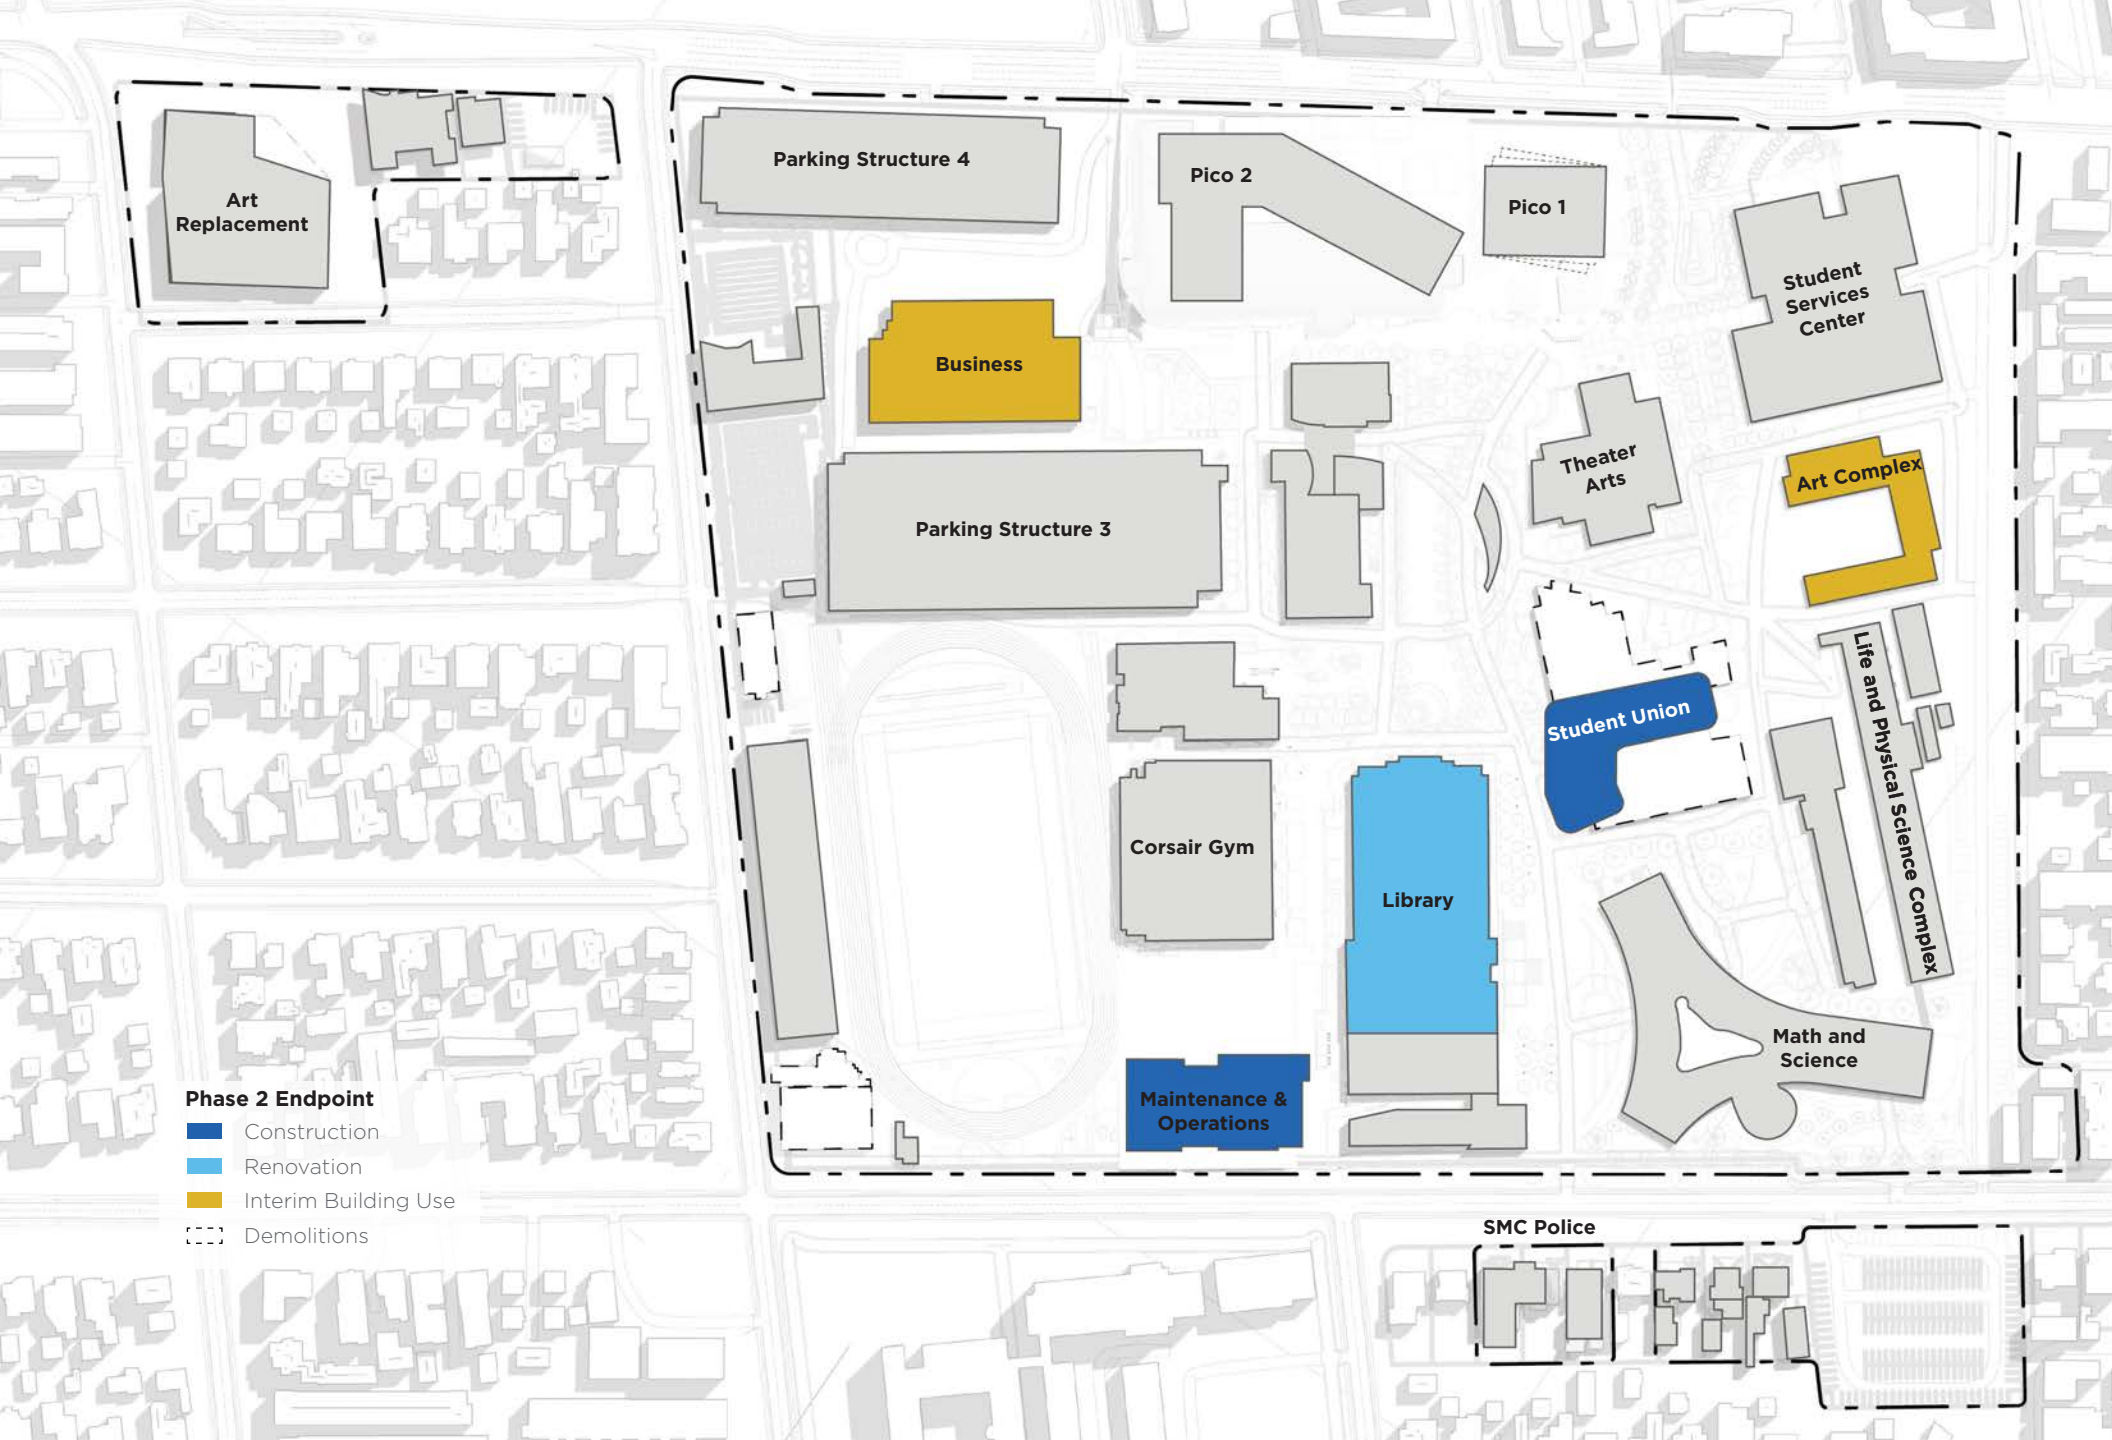 Parking Structure 4
Pico 2
Pico 1
Art
Replacement
Student
Services
Center
Business
Theater
Arts
Art Complex
Parking Structure 3
Student Union
Life and Physical Science Complex
Corsair Gym
Library
Math and
Science
Maintenance &
Operations
Phase 2 Endpoint
Construction
Renovation
Interim Building Use
Demolitions
SMC Police